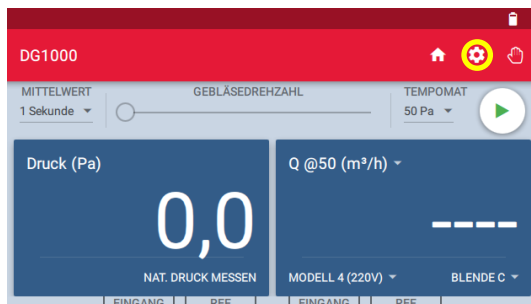 DG1000
MITTELWERT GEBLÄSEDREHZAHL TEMPOMAT
1 Sekunde 50 Pa
Druck (Pa) Q @50 (m³/h)
0,0 ----
NAT. DRUCK MESSEN MODELL 4 (220V) BLENDE C
EINGANG REF EINGANG REF